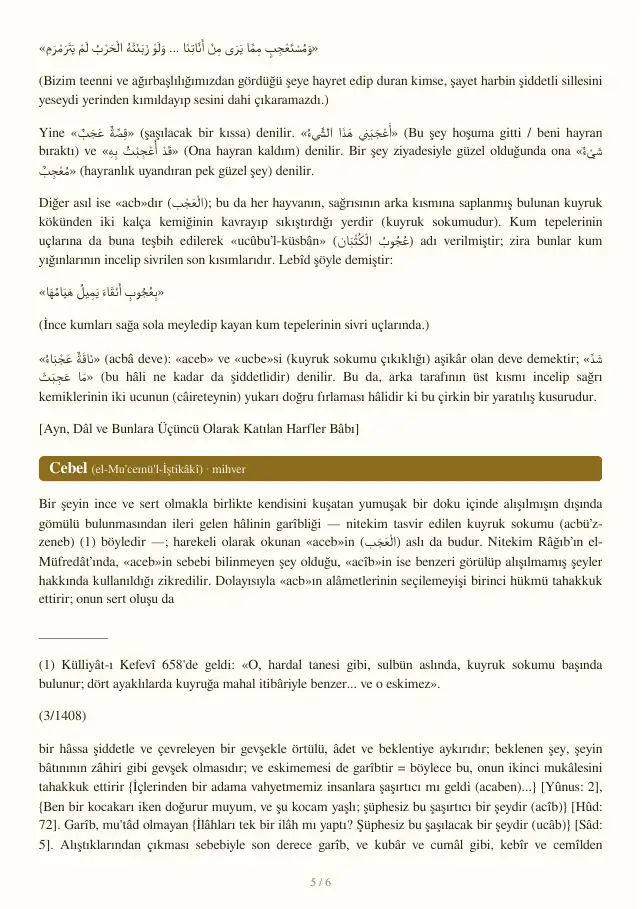 «وَمُسْتَعْجِبٍ مِمَّا يَرَى مِنْ أَنَاتِنَا ... وَلَوْ زَبَنَتْهُ الْحَرْبُ لَمْ يَتَرَمْرَمِ»
(Bizim teenni ve ağırbaşlılığımızdan gördüğü şeye hayret edip duran kimse, şayet harbin şiddetli sillesini
yeseydi yerinden kımıldayıp sesini dahi çıkaramazdı.)
Yine «قِصَّةٌ عَجَبٌ» (şaşılacak bir kıssa) denilir. «أَعْجَبَنِي هَذَا الشَّيْءُ» (Bu şey hoşuma gitti / beni hayran
bıraktı) ve «قَدْ أُعْجِبْتُ بِهِ» (Ona hayran kaldım) denilir. Bir şey ziyadesiyle güzel olduğunda ona «شَيْءٌ
مُعْجِبٌ» (hayranlık uyandıran pek güzel şey) denilir.
Diğer asıl ise «acb»dır (الْعَجْب); bu da her hayvanın, sağrısının arka kısmına saplanmış bulunan kuyruk
kökünden iki kalça kemiğinin kavrayıp sıkıştırdığı yerdir (kuyruk sokumudur). Kum tepelerinin
uçlarına da buna teşbih edilerek «ucûbu'l-küsbân» (عُجُوبُ الْكُثْبَان) adı verilmiştir; zira bunlar kum
yığınlarının incelip sivrilen son kısımlarıdır. Lebîd şöyle demiştir:
«بِعُجُوبِ أَنْقَاءَ يَمِيلُ هَيَامُهَا»
(İnce kumları sağa sola meyledip kayan kum tepelerinin sivri uçlarında.)
«نَاقَةٌ عَجْبَاءُ» (acbâ deve): «aceb» ve «ucbe»si (kuyruk sokumu çıkıklığı) aşikâr olan deve demektir; «شَدَّ
مَا عَجِبَتْ» (bu hâli ne kadar da şiddetlidir) denilir. Bu da, arka tarafının üst kısmı incelip sağrı
kemiklerinin iki ucunun (câireteynin) yukarı doğru fırlaması hâlidir ki bu çirkin bir yaratılış kusurudur.
[Ayn, Dâl ve Bunlara Üçüncü Olarak Katılan Harfler Bâbı]
Cebel (el-Mu'cemü'l-İştikâkî) · mihver
Bir şeyin ince ve sert olmakla birlikte kendisini kuşatan yumuşak bir doku içinde alışılmışın dışında
gömülü bulunmasından ileri gelen hâlinin garîbliği — nitekim tasvir edilen kuyruk sokumu (acbü'z-
zeneb) (1) böyledir —; harekeli olarak okunan «aceb»in (الْعَجَب) aslı da budur. Nitekim Râğıb'ın el-
Müfredât'ında, «aceb»in sebebi bilinmeyen şey olduğu, «acîb»in ise benzeri görülüp alışılmamış şeyler
hakkında kullanıldığı zikredilir. Dolayısıyla «acb»ın alâmetlerinin seçilemeyişi birinci hükmü tahakkuk
ettirir; onun sert oluşu da
(1) Külliyât-ı Kefevî 658'de geldi: «O, hardal tanesi gibi, sulbün aslında, kuyruk sokumu başında
bulunur; dört ayaklılarda kuyruğa mahal itibâriyle benzer... ve o eskimez».
(3/1408)
bir hâssa şiddetle ve çevreleyen bir gevşekle örtülü, âdet ve beklentiye aykırıdır; beklenen şey, şeyin
bâtınının zâhiri gibi gevşek olmasıdır; ve eskimemesi de garîbtir = böylece bu, onun ikinci mukâlesini
tahakkuk ettirir {İçlerinden bir adama vahyetmemiz insanlara şaşırtıcı mı geldi (acaben)...} [Yûnus: 2],
{Ben bir kocakarı iken doğurur muyum, ve şu kocam yaşlı; şüphesiz bu şaşırtıcı bir şeydir (acîb)} [Hûd:
72]. Garîb, mu'tâd olmayan {İlâhları tek bir ilâh mı yaptı? Şüphesiz bu şaşılacak bir şeydir (ucâb)} [Sâd:
5]. Alıştıklarından çıkması sebebiyle son derece garîb, ve kubâr ve cumâl gibi, kebîr ve cemîlden
5 / 6